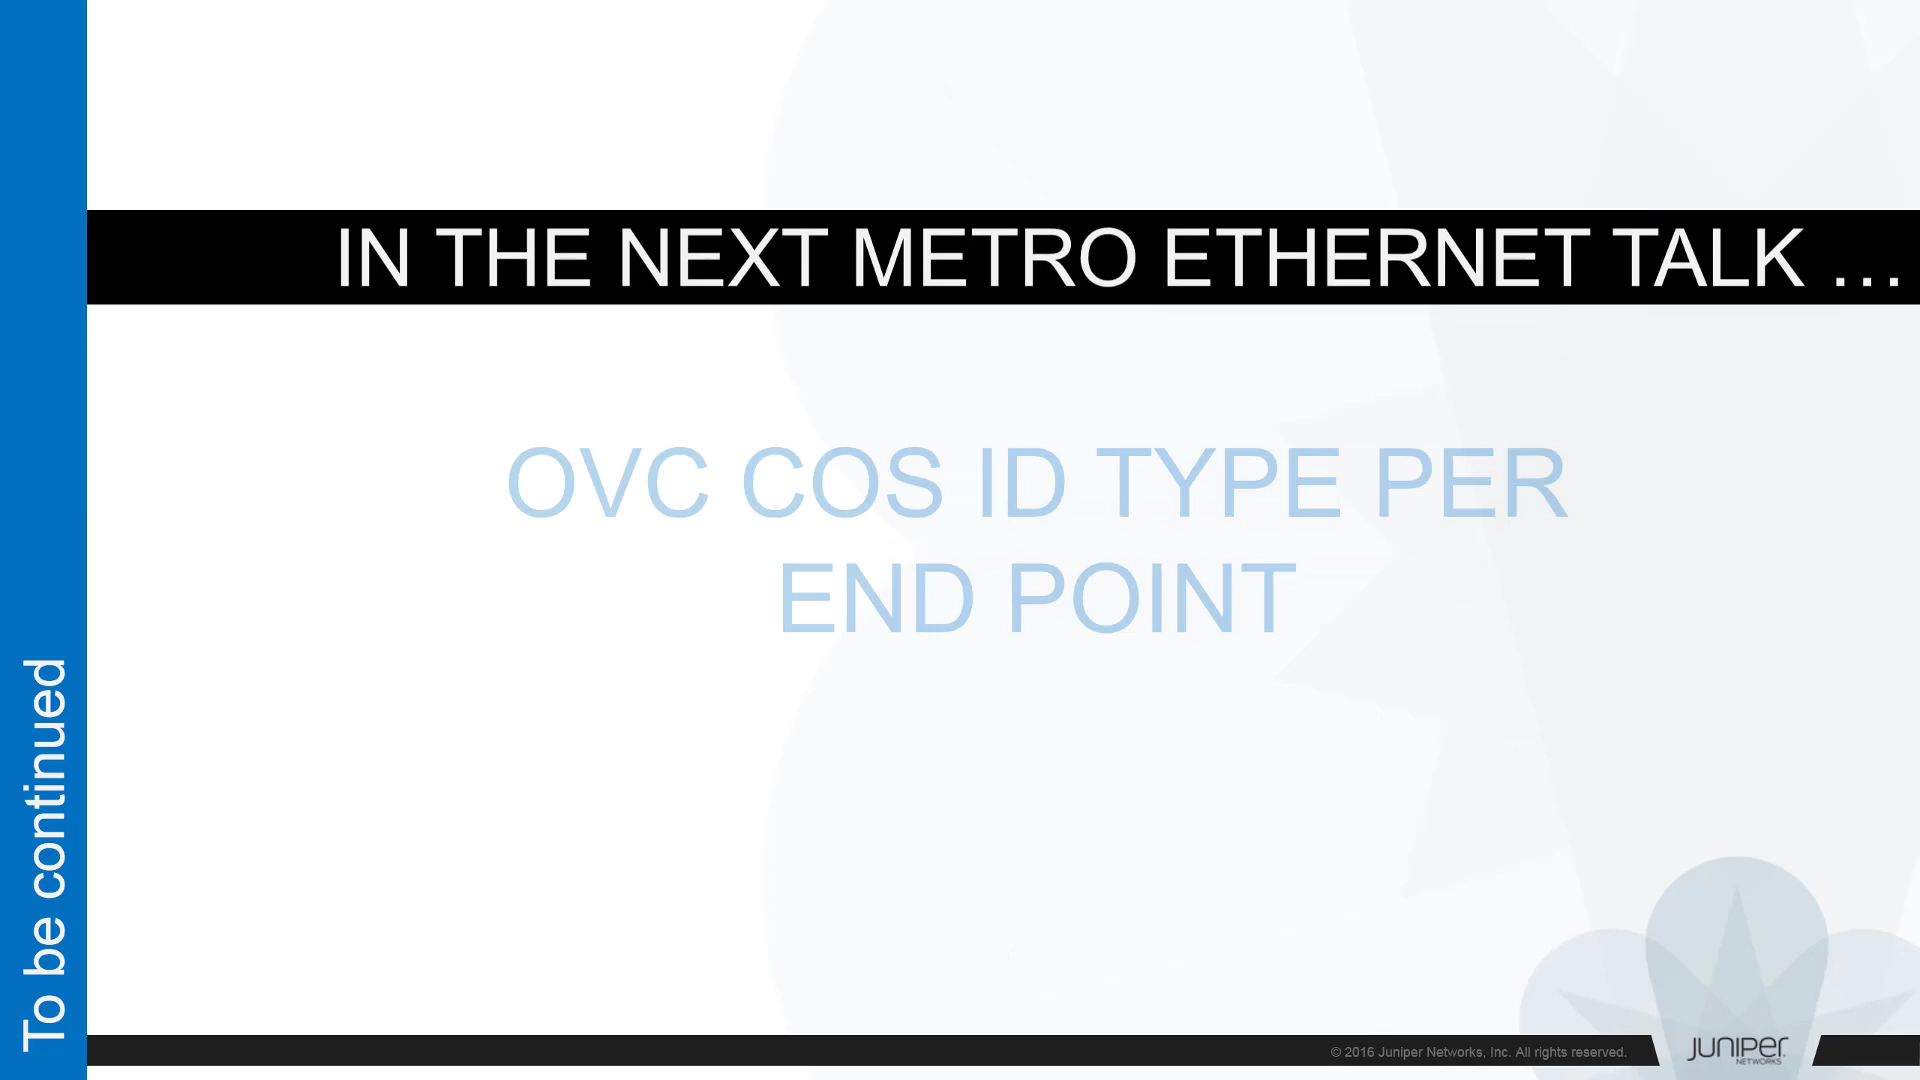 IN THE NEXT METRO ETHERNET TALK …
OVC COS ID TYPE PER
END POINT
To be continued
© 2016 Juniper Networks, Inc. All rights reserved.
JUNIPER
NETWORKS